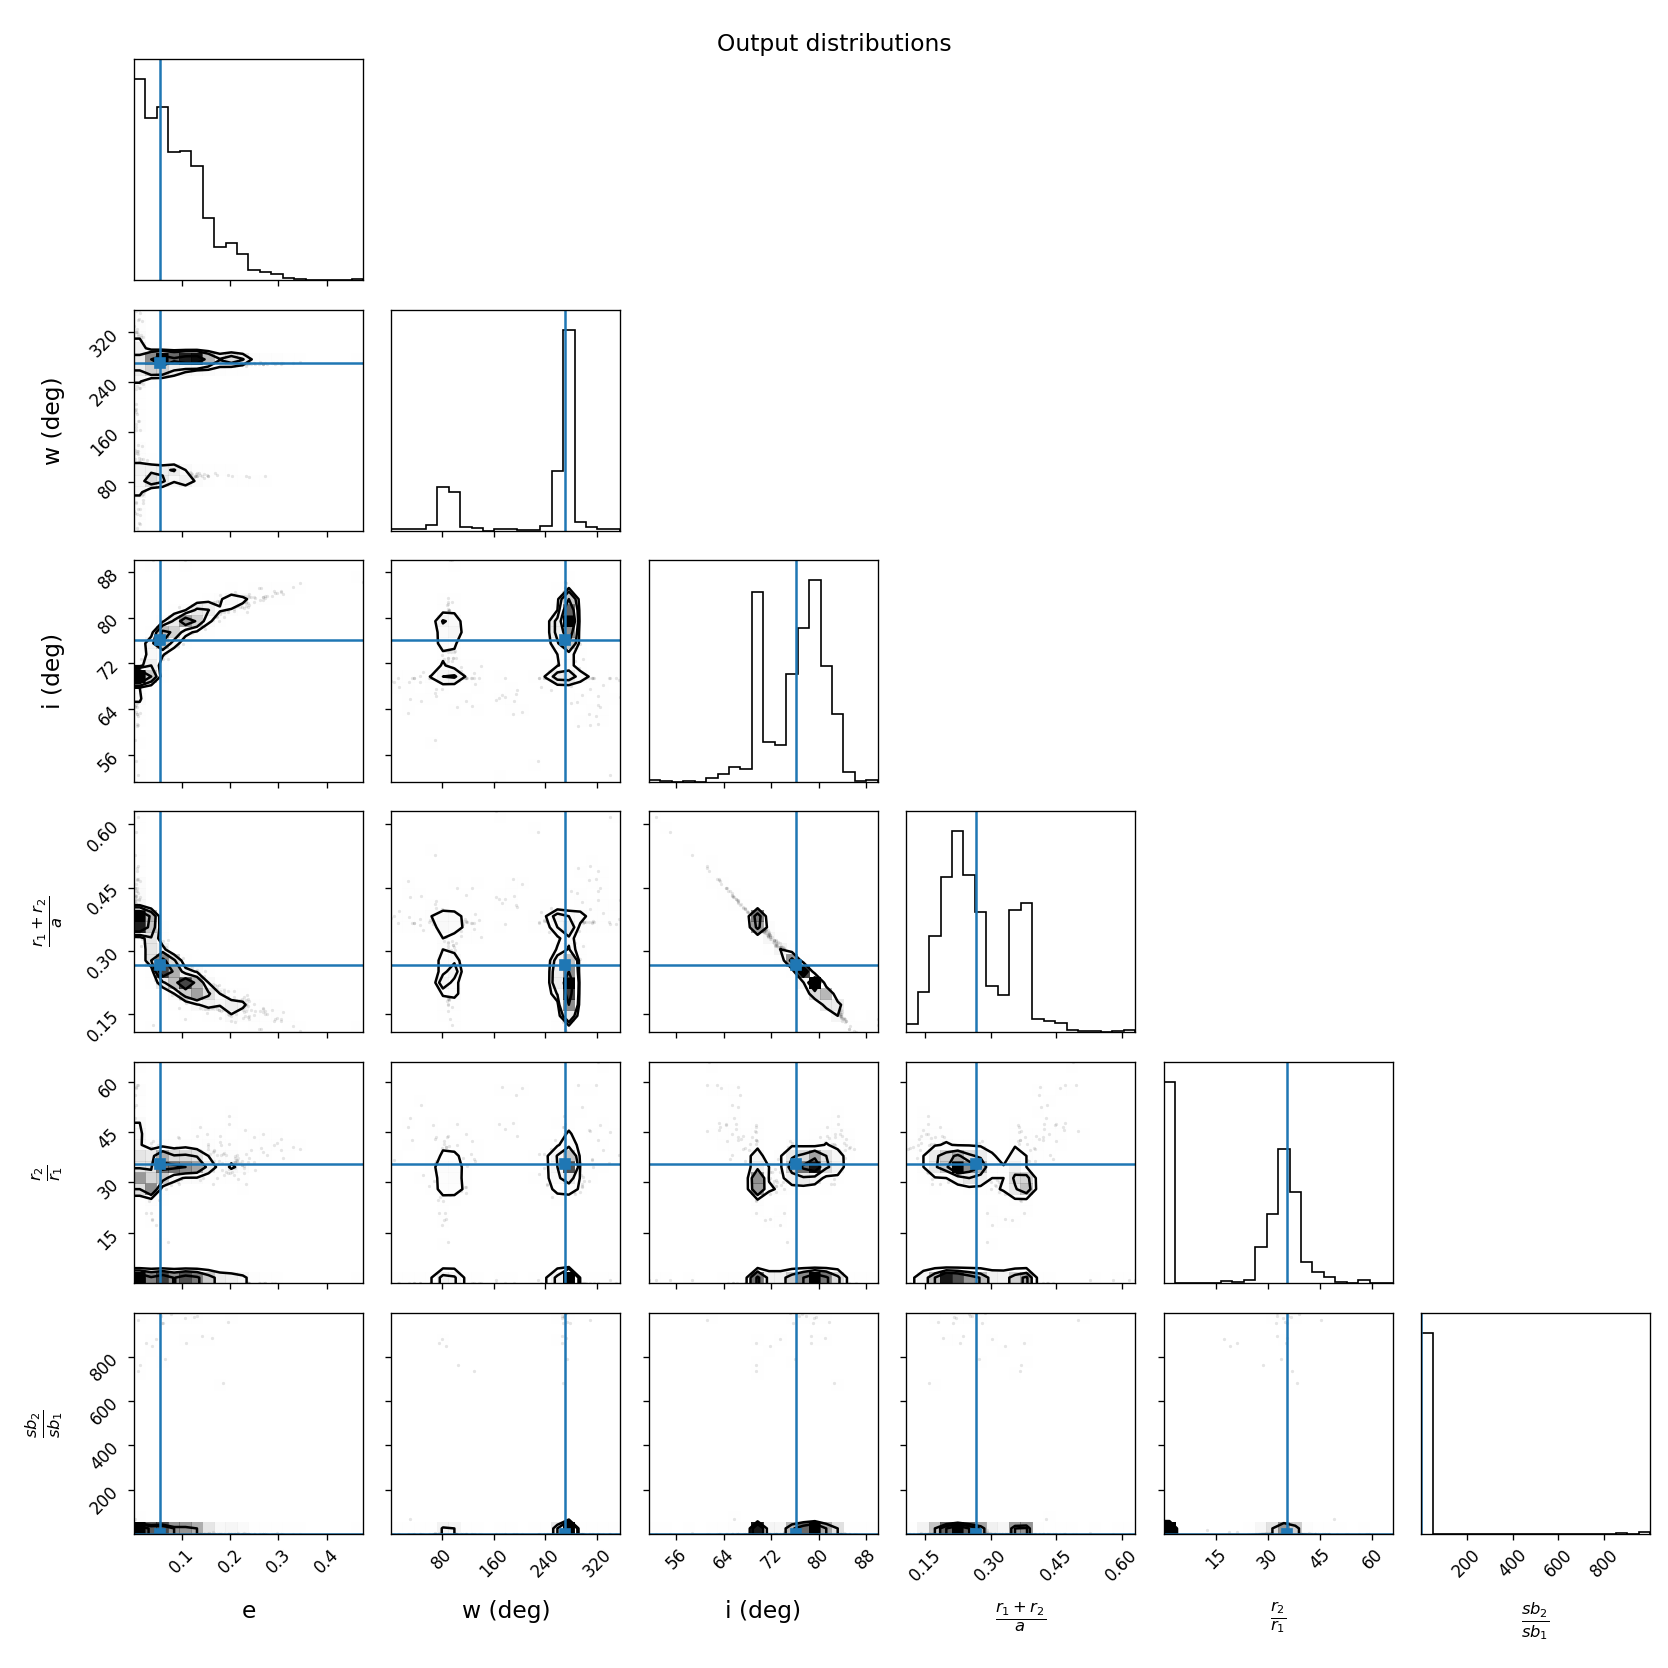 Output distributions
w (deg)
320
240
160
80
i (deg)
88
80
72
64
56
r₁ + r₂
a
0.60
0.45
0.30
0.15
r₂
r₁
60
45
30
15
sb₂
sb₁
800
600
400
200
0.1 0.2 0.3 0.4 80 160 240 320 56 64 72 80 88 0.15 0.30 0.45 0.60 15 30 45 60 200 400 600 800
e w (deg) i (deg)
r₁ + r₂
a
r₂
r₁
sb₂
sb₁